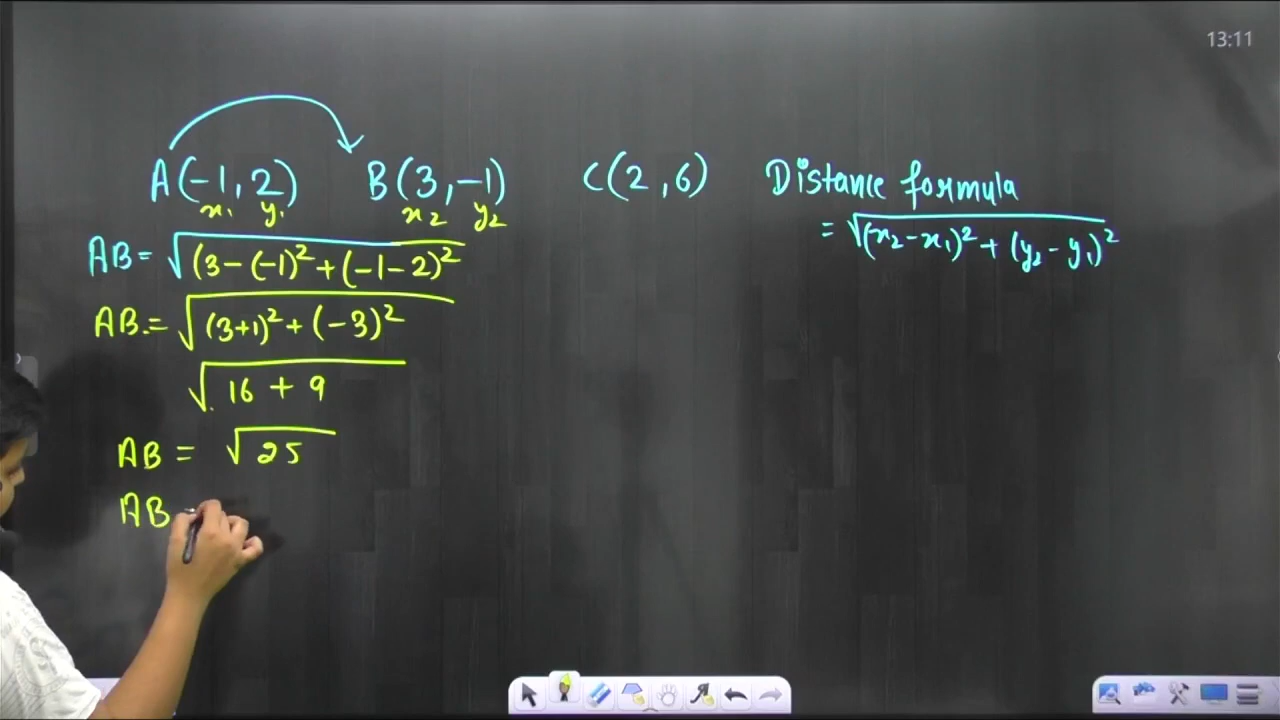 13:11
A(-1, 2) B(3, -1) C(2, 6) Distance formula
x₁ y₁ x₂ y₂
= √(x₂-x₁)² + (y₂-y₁)²
AB = √(3-(-1)² + (-1-2)²
AB. = √(3+1)² + (-3)²
√16 + 9
AB = √25
AB